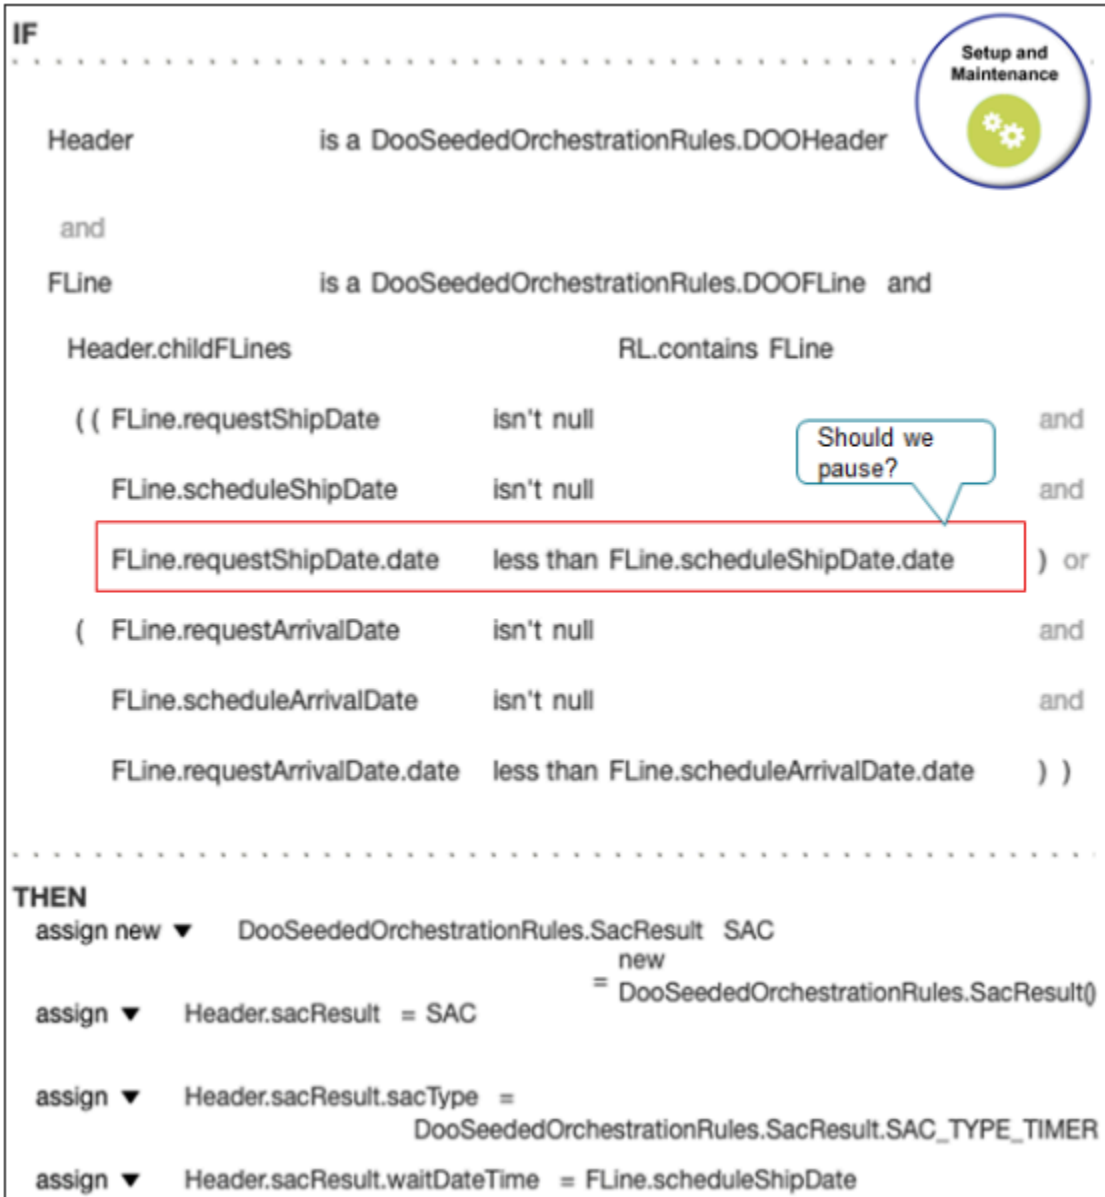 IF
Setup and
Maintenance
Header is a DooSeededOrchestrationRules.DOOHeader
and
FLine is a DooSeededOrchestrationRules.DOOFLine and
Header.childFLines RL.contains FLine
( ( FLine.requestShipDate isn't null and
Should we
pause?
FLine.scheduleShipDate isn't null and
FLine.requestShipDate.date less than FLine.scheduleShipDate.date ) or
( FLine.requestArrivalDate isn't null and
FLine.scheduleArrivalDate isn't null and
FLine.requestArrivalDate.date less than FLine.scheduleArrivalDate.date ) )
THEN
assign new ▼ DooSeededOrchestrationRules.SacResult SAC
= new
DooSeededOrchestrationRules.SacResult()
assign ▼ Header.sacResult = SAC
assign ▼ Header.sacResult.sacType =
DooSeededOrchestrationRules.SacResult.SAC_TYPE_TIMER
assign ▼ Header.sacResult.waitDateTime = FLine.scheduleShipDate